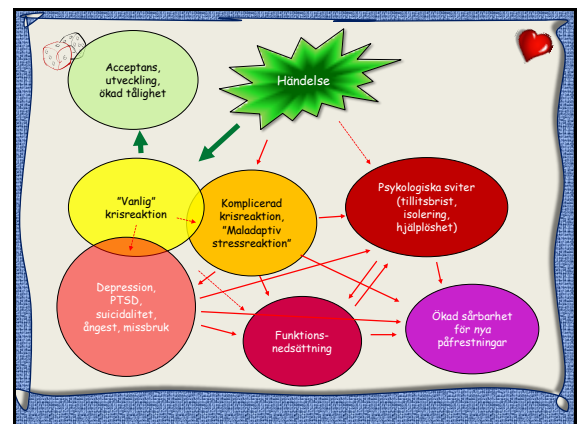 Acceptans,
utveckling,
ökad tålighet
Händelse
"Vanlig"
krisreaktion
Komplicerad
krisreaktion,
"Maladaptiv
stressreaktion"
Psykologiska sviter
(tillitsbrist,
isolering,
hjälplöshet)
Depression,
PTSD,
suicidalitet,
ångest, missbruk
Funktions-
nedsättning
Ökad sårbarhet
för nya
påfrestningar